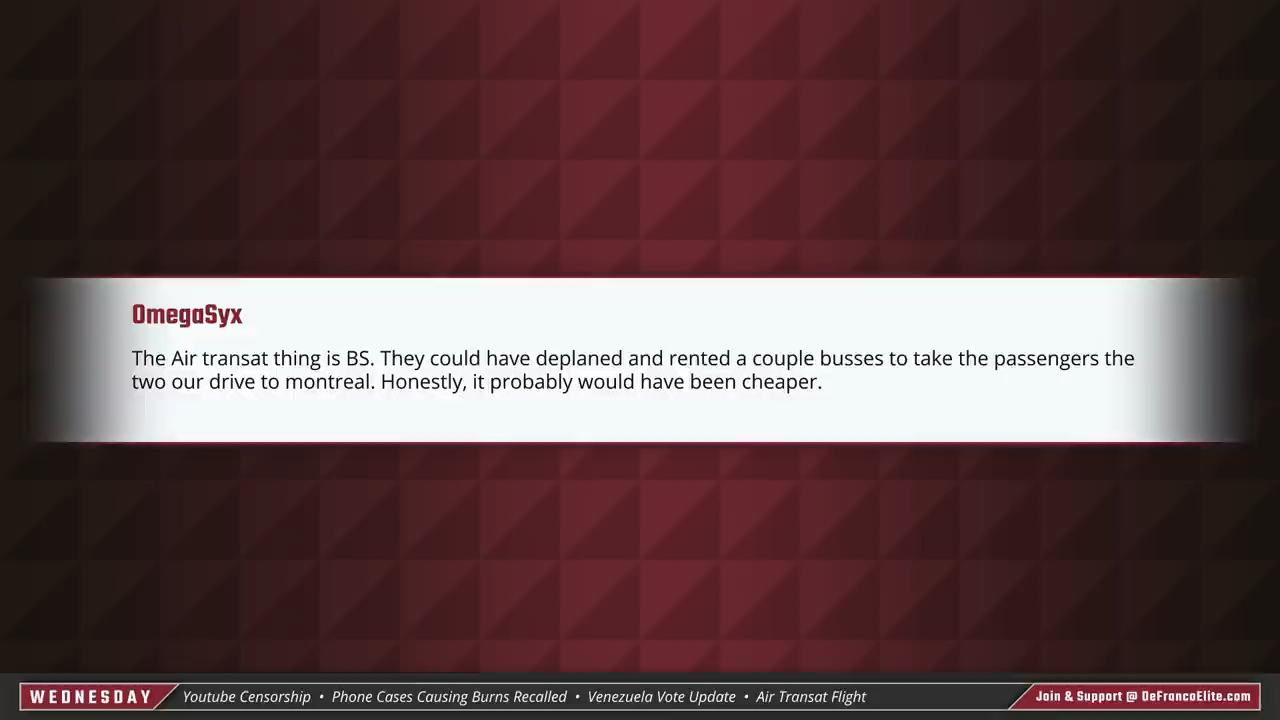 OmegaSyx
The Air transat thing is BS. They could have deplaned and rented a couple busses to take the passengers the
two our drive to montreal. Honestly, it probably would have been cheaper.
WEDNESDAY Youtube Censorship • Phone Cases Causing Burns Recalled • Venezuela Vote Update • Air Transat Flight Join & Support @ DeFrancoElite.com